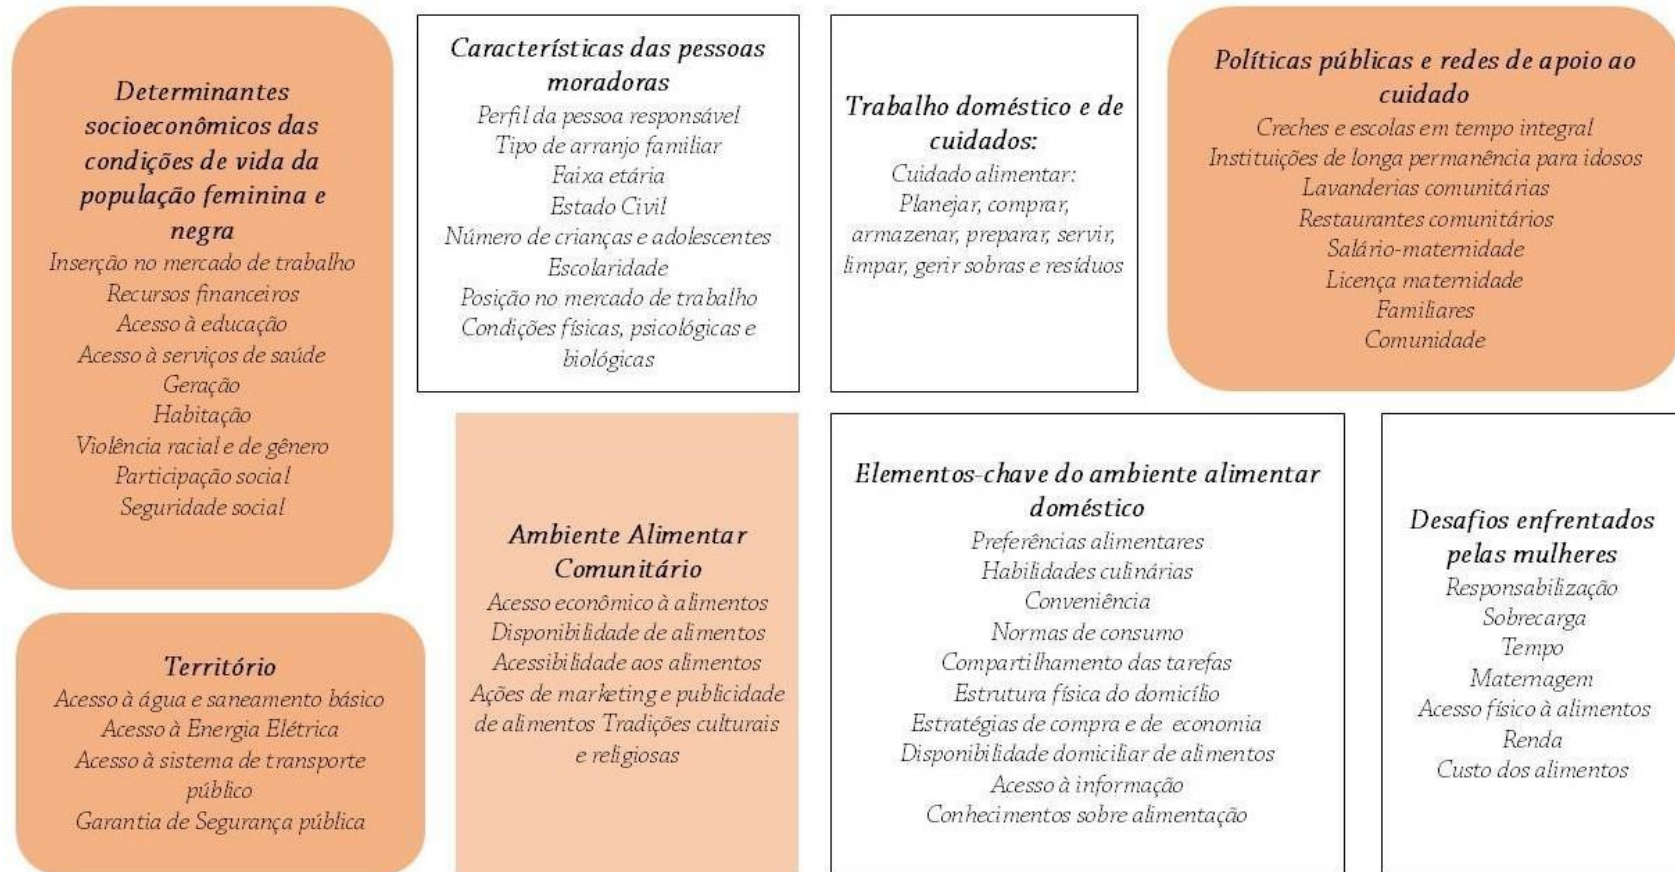 Determinantes
socioeconômicos das
condições de vida da
população feminina e
negra
Inserção no mercado de trabalho
Recursos financeiros
Acesso à educação
Acesso à serviços de saúde
Geração
Habitação
Violência racial e de gênero
Participação social
Seguridade social
Características das pessoas
moradoras
Perfil da pessoa responsável
Tipo de arranjo familiar
Faixa etária
Estado Civil
Número de crianças e adolescentes
Escolaridade
Posição no mercado de trabalho
Condições físicas, psicológicas e
biológicas
Trabalho doméstico e de
cuidados:
Cuidado alimentar:
Planejar, comprar,
armazenar, preparar, servir,
limpar, gerir sobras e resíduos
Políticas públicas e redes de apoio ao
cuidado
Creches e escolas em tempo integral
Instituições de longa permanência para idosos
Lavanderias comunitárias
Restaurantes comunitários
Salário-maternidade
Licença maternidade
Familiares
Comunidade
Território
Acesso à água e saneamento básico
Acesso à Energia Elétrica
Acesso à sistema de transporte
público
Garantia de Segurança pública
Ambiente Alimentar
Comunitário
Acesso econômico à alimentos
Disponibilidade de alimentos
Acessibilidade aos alimentos
Ações de marketing e publicidade
de alimentos Tradições culturais
e religiosas
Elementos-chave do ambiente alimentar
doméstico
Preferências alimentares
Habilidades culinárias
Conveniência
Normas de consumo
Compartilhamento das tarefas
Estrutura física do domicílio
Estratégias de compra e de economia
Disponibilidade domiciliar de alimentos
Acesso à informação
Conhecimentos sobre alimentação
Desafios enfrentados
pelas mulheres
Responsabilização
Sobrecarga
Tempo
Maternagem
Acesso físico à alimentos
Renda
Custo dos alimentos